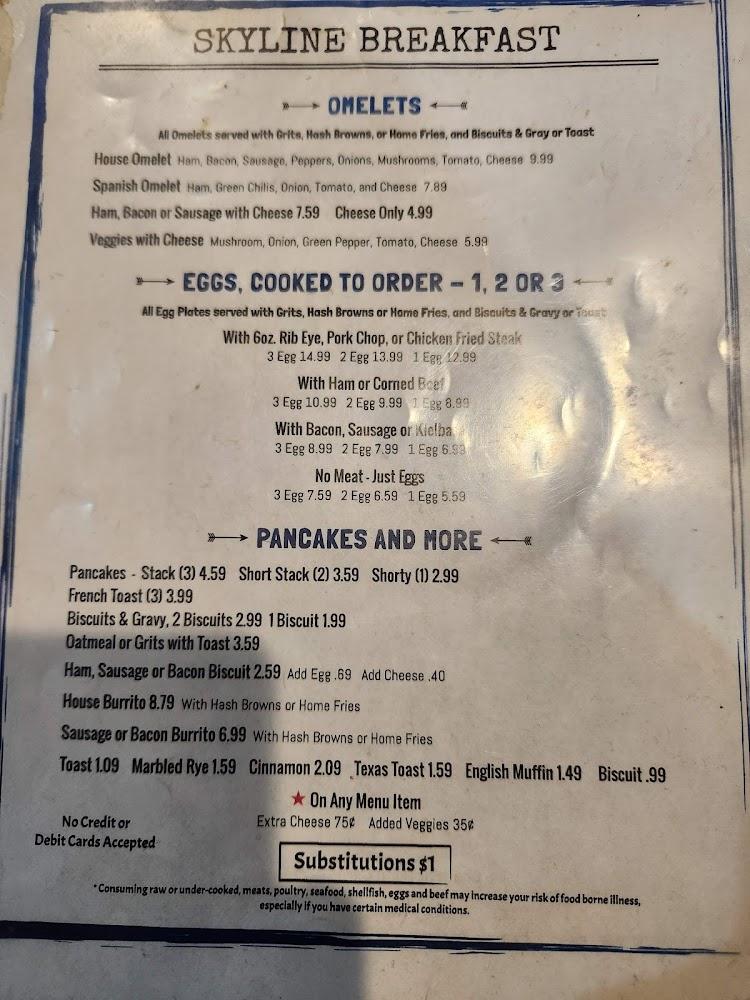 SKYLINE BREAKFAST
OMELETS
All Omelets served with Grits, Hash Browns, or Home Fries, and Biscuits & Gray or Toast
House Omelet Ham, Bacon, Sausage, Peppers, Onions, Mushrooms, Tomato, Cheese 9.99
Spanish Omelet Ham, Green Chilis, Onion, Tomato, and Cheese 7.89
Ham, Bacon or Sausage with Cheese 7.59 Cheese Only 4.99
Veggies with Cheese Mushroom, Onion, Green Pepper, Tomato, Cheese 5.99
EGGS, COOKED TO ORDER – 1, 2 OR 3
All Egg Plates served with Grits, Hash Browns or Home Fries, and Biscuits & Gravy or Toast
With 6oz. Rib Eye, Pork Chop, or Chicken Fried Steak
3 Egg 14.99 2 Egg 13.99 1 Egg 12.99
With Ham or Corned Beef
3 Egg 10.99 2 Egg 9.99 1 Egg 8.99
With Bacon, Sausage or
3 Egg 8.99 2 Egg 7.99 1 Egg 6.99
No Meat - Just Eggs
3 Egg 7.59 2 Egg 6.59 1 Egg 5.59
PANCAKES AND MORE
Pancakes - Stack (3) 4.59 Short Stack (2) 3.59 Shorty (1) 2.99
French Toast (3) 3.99
Biscuits & Gravy, 2 Biscuits 2.99 1 Biscuit 1.99
Oatmeal or Grits with Toast 3.59
Ham, Sausage or Bacon Biscuit 2.59 Add Egg .69 Add Cheese .40
House Burrito 8.79 With Hash Browns or Home Fries
Sausage or Bacon Burrito 6.99 With Hash Browns or Home Fries
Toast 1.09 Marbled Rye 1.59 Cinnamon 2.09 Texas Toast 1.59 English Muffin 1.49 Biscuit .99
★ On Any Menu Item
Extra Cheese 75¢ Added Veggies 35¢
No Credit or
Debit Cards Accepted
Substitutions $1
*Consuming raw or under-cooked, meats, poultry, seafood, shellfish, eggs and beef may increase your risk of food borne illness,
especially if you have certain medical conditions.